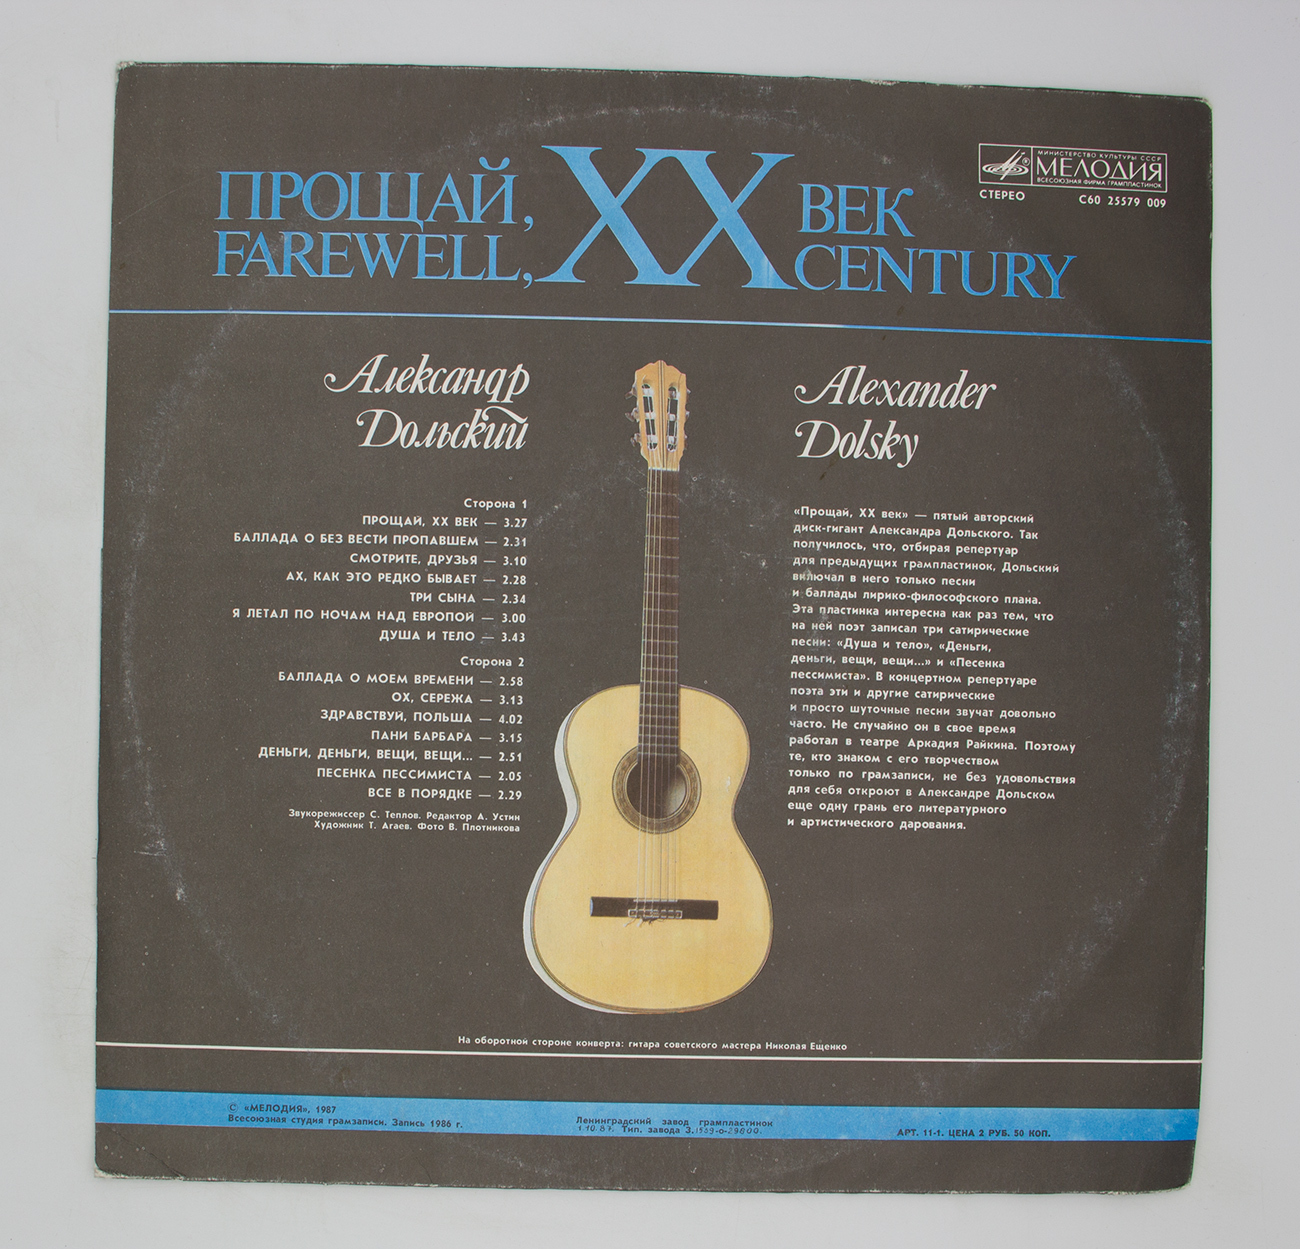 ПРОЩАЙ, XX ВЕК
FAREWELL, CENTURY
МИНИСТЕРСТВО КУЛЬТУРЫ СССР
МЕЛОДИЯ
ВСЕСОЮЗНАЯ ФИРМА ГРАМПЛАСТИНОК
СТЕРЕО С60 25579 009
Александр
Дольский
Alexander
Dolsky
Сторона 1
ПРОЩАЙ, XX ВЕК — 3.27
БАЛЛАДА О БЕЗ ВЕСТИ ПРОПАВШЕМ — 2.31
СМОТРИТЕ, ДРУЗЬЯ — 3.10
АХ, КАК ЭТО РЕДКО БЫВАЕТ — 2.28
ТРИ СЫНА — 2.34
Я ЛЕТАЛ ПО НОЧАМ НАД ЕВРОПОЙ — 3.00
ДУША И ТЕЛО — 3.43
Сторона 2
БАЛЛАДА О МОЕМ ВРЕМЕНИ — 2.58
ОХ, СЕРЕЖА — 3.13
ЗДРАВСТВУЙ, ПОЛЬША — 4.02
ПАНИ БАРБАРА — 3.15
ДЕНЬГИ, ДЕНЬГИ, ВЕЩИ, ВЕЩИ... — 2.51
ПЕСЕНКА ПЕССИМИСТА — 2.05
ВСЕ В ПОРЯДКЕ — 2.29
Звукорежиссер С. Теплов. Редактор А. Устин
Художник Т. Агаев. Фото В. Плотникова
«Прощай, XX век» — пятый авторский
диск-гигант Александра Дольского. Так
получилось, что, отбирая репертуар
для предыдущих грампластинок, Дольский
включал в него только песни
и баллады лирико-философского плана.
Эта пластинка интересна как раз тем, что
на ней поэт записал три сатирические
песни: «Душа и тело», «Деньги,
деньги, вещи, вещи...» и «Песенка
пессимиста». В концертном репертуаре
поэта эти и другие сатирические
и просто шуточные песни звучат довольно
часто. Не случайно он в свое время
работал в театре Аркадия Райкина. Поэтому
те, кто знаком с его творчеством
только по грамзаписи, не без удовольствия
для себя откроют в Александре Дольском
еще одну грань его литературного
и артистического дарования.
На оборотной стороне конверта: гитара советского мастера Николая Ещенко
© «МЕЛОДИЯ», 1987
Всесоюзная студия грамзаписи. Запись 1986 г.
Ленинградский завод грампластинок
1.10.87. Тип. завода З.1539-0-29800.
АРТ. 11-1. ЦЕНА 2 РУБ. 50 КОП.